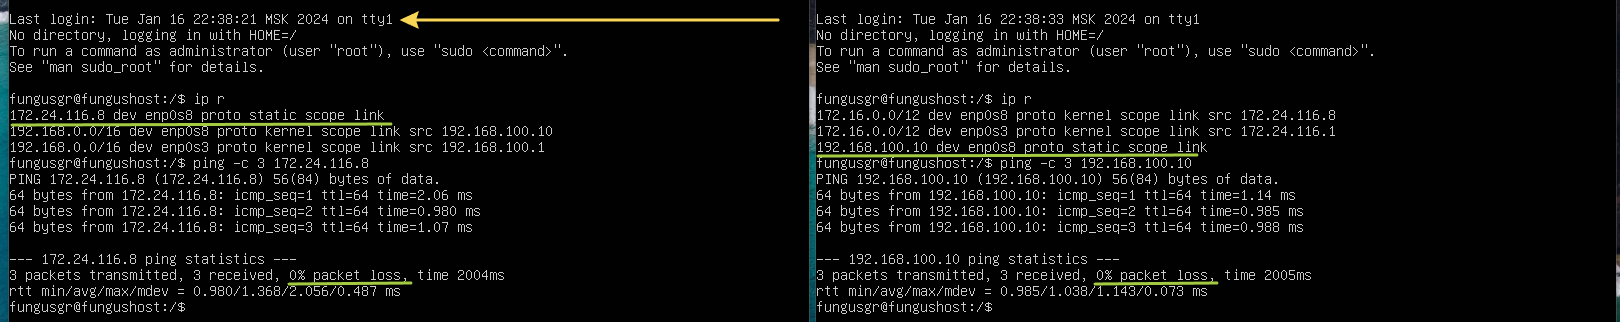 Last login: Tue Jan 16 22:38:21 MSK 2024 on tty1
No directory, logging in with HOME=/
To run a command as administrator (user "root"), use "sudo <command>".
See "man sudo_root" for details.
fungusgr@fungushost:/$ ip r
172.24.116.8 dev enp0s8 proto static scope link
192.168.0.0/16 dev enp0s8 proto kernel scope link src 192.168.100.10
192.168.0.0/16 dev enp0s3 proto kernel scope link src 192.168.100.1
fungusgr@fungushost:/$ ping -c 3 172.24.116.8
PING 172.24.116.8 (172.24.116.8) 56(84) bytes of data.
64 bytes from 172.24.116.8: icmp_seq=1 ttl=64 time=2.06 ms
64 bytes from 172.24.116.8: icmp_seq=2 ttl=64 time=0.980 ms
64 bytes from 172.24.116.8: icmp_seq=3 ttl=64 time=1.07 ms
--- 172.24.116.8 ping statistics ---
3 packets transmitted, 3 received, 0% packet loss, time 2004ms
rtt min/avg/max/mdev = 0.980/1.368/2.056/0.487 ms
fungusgr@fungushost:/$
Last login: Tue Jan 16 22:38:33 MSK 2024 on tty1
No directory, logging in with HOME=/
To run a command as administrator (user "root"), use "sudo <command>".
See "man sudo_root" for details.
fungusgr@fungushost:/$ ip r
172.16.0.0/12 dev enp0s8 proto kernel scope link src 172.24.116.8
172.16.0.0/12 dev enp0s3 proto kernel scope link src 172.24.116.1
192.168.100.10 dev enp0s8 proto static scope link
fungusgr@fungushost:/$ ping -c 3 192.168.100.10
PING 192.168.100.10 (192.168.100.10) 56(84) bytes of data.
64 bytes from 192.168.100.10: icmp_seq=1 ttl=64 time=1.14 ms
64 bytes from 192.168.100.10: icmp_seq=2 ttl=64 time=0.985 ms
64 bytes from 192.168.100.10: icmp_seq=3 ttl=64 time=0.988 ms
--- 192.168.100.10 ping statistics ---
3 packets transmitted, 3 received, 0% packet loss, time 2005ms
rtt min/avg/max/mdev = 0.985/1.038/1.143/0.073 ms
fungusgr@fungushost:/$